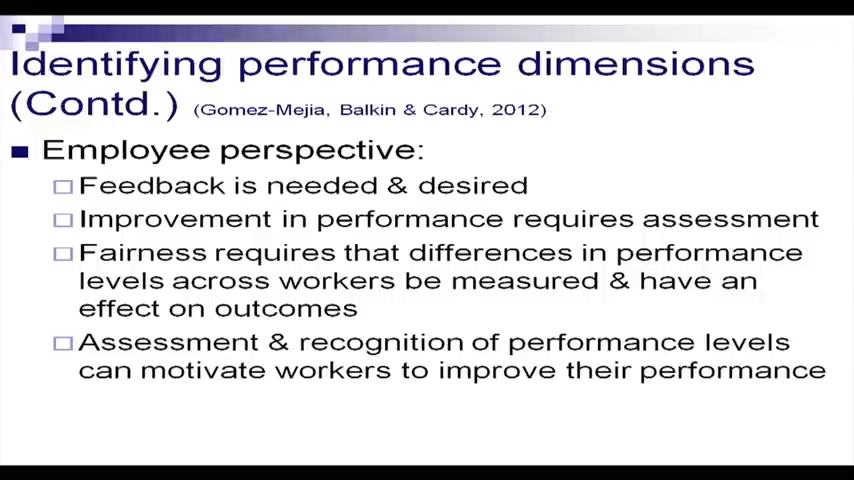 Identifying performance dimensions
(Contd.) (Gomez-Mejia, Balkin & Cardy, 2012)
Employee perspective:
Feedback is needed & desired
Improvement in performance requires assessment
Fairness requires that differences in performance
levels across workers be measured & have an
effect on outcomes
Assessment & recognition of performance levels
can motivate workers to improve their performance